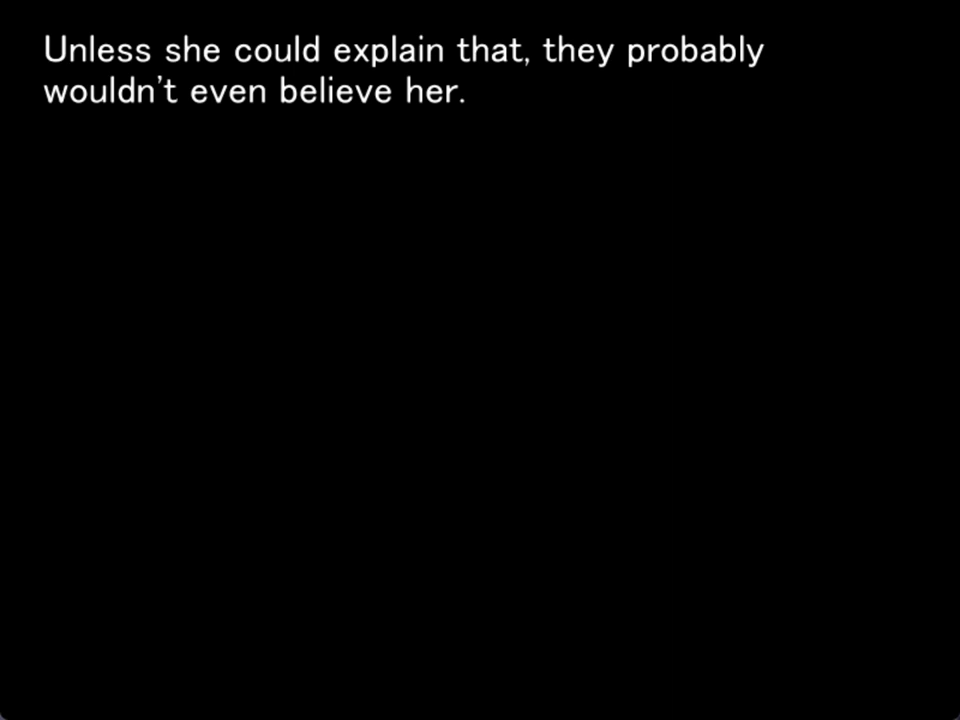 Unless she could explain that, they probably
wouldn't even believe her.